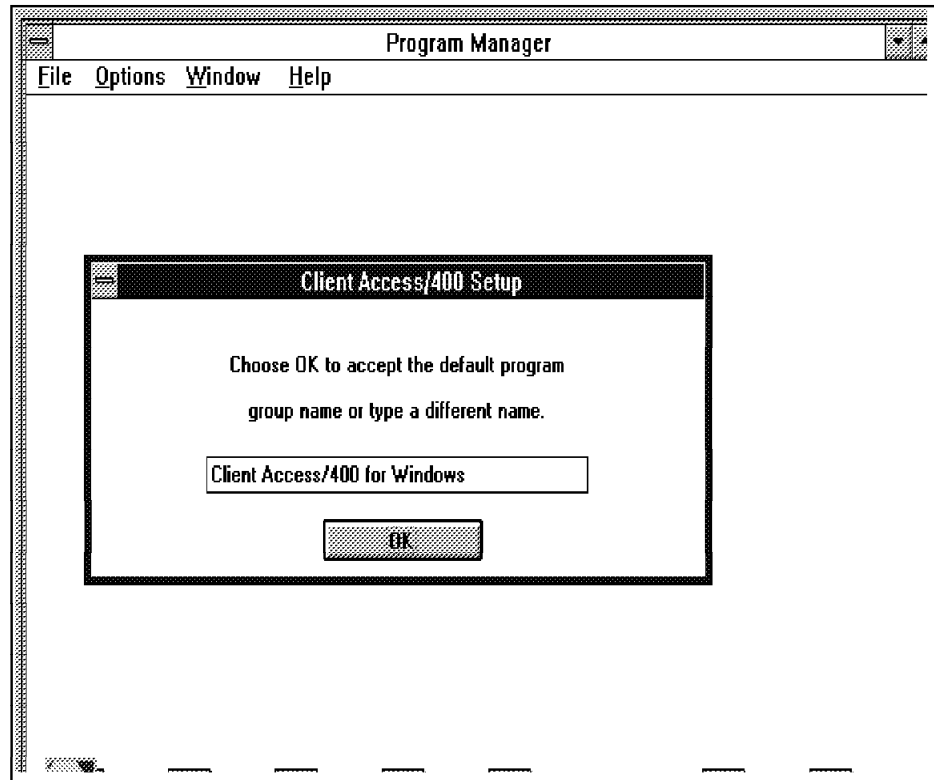 Program Manager
File Options Window Help
Client Access/400 Setup
Choose OK to accept the default program
group name or type a different name.
Client Access/400 for Windows
OK